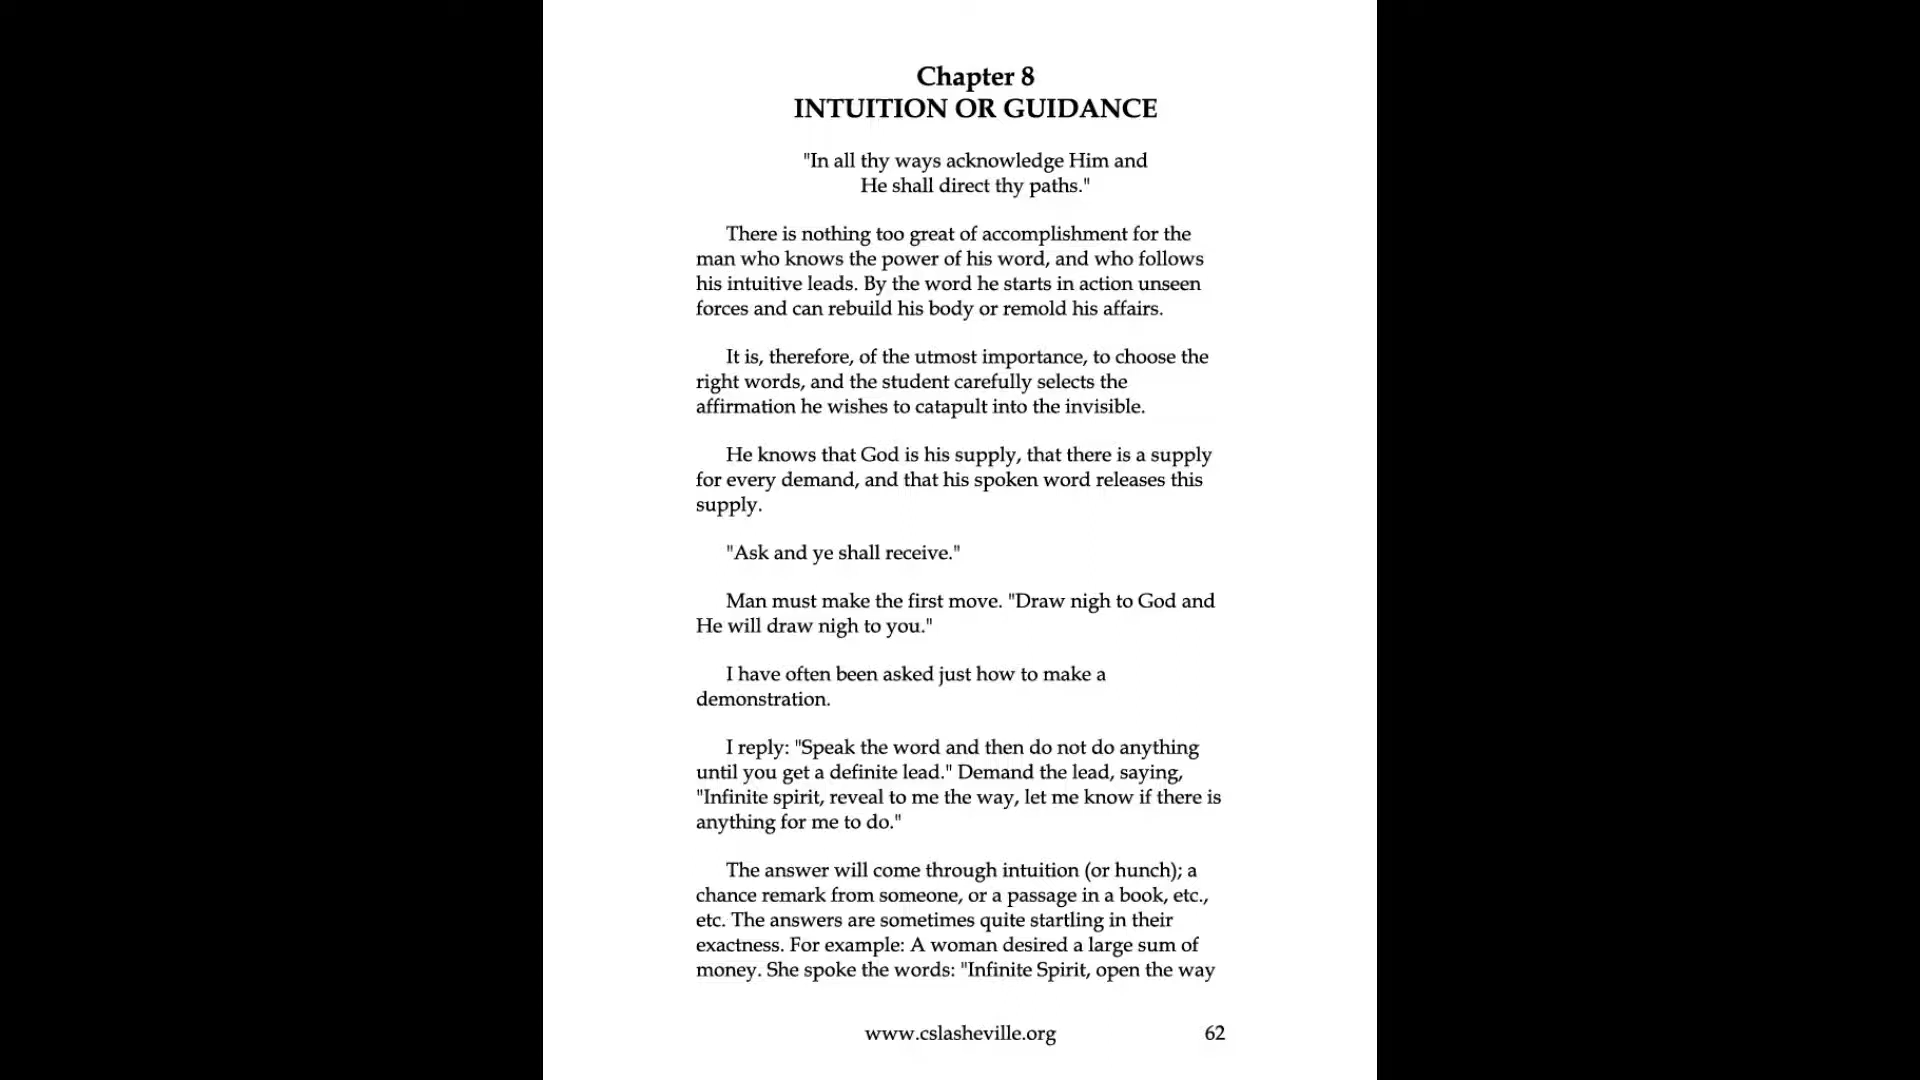 Chapter 8
INTUITION OR GUIDANCE
"In all thy ways acknowledge Him and
He shall direct thy paths."
There is nothing too great of accomplishment for the
man who knows the power of his word, and who follows
his intuitive leads. By the word he starts in action unseen
forces and can rebuild his body or remold his affairs.
It is, therefore, of the utmost importance, to choose the
right words, and the student carefully selects the
affirmation he wishes to catapult into the invisible.
He knows that God is his supply, that there is a supply
for every demand, and that his spoken word releases this
supply.
"Ask and ye shall receive."
Man must make the first move. "Draw nigh to God and
He will draw nigh to you."
I have often been asked just how to make a
demonstration.
I reply: "Speak the word and then do not do anything
until you get a definite lead." Demand the lead, saying,
"Infinite spirit, reveal to me the way, let me know if there is
anything for me to do."
The answer will come through intuition (or hunch); a
chance remark from someone, or a passage in a book, etc.,
etc. The answers are sometimes quite startling in their
exactness. For example: A woman desired a large sum of
money. She spoke the words: "Infinite Spirit, open the way
www.cslasheville.org 62